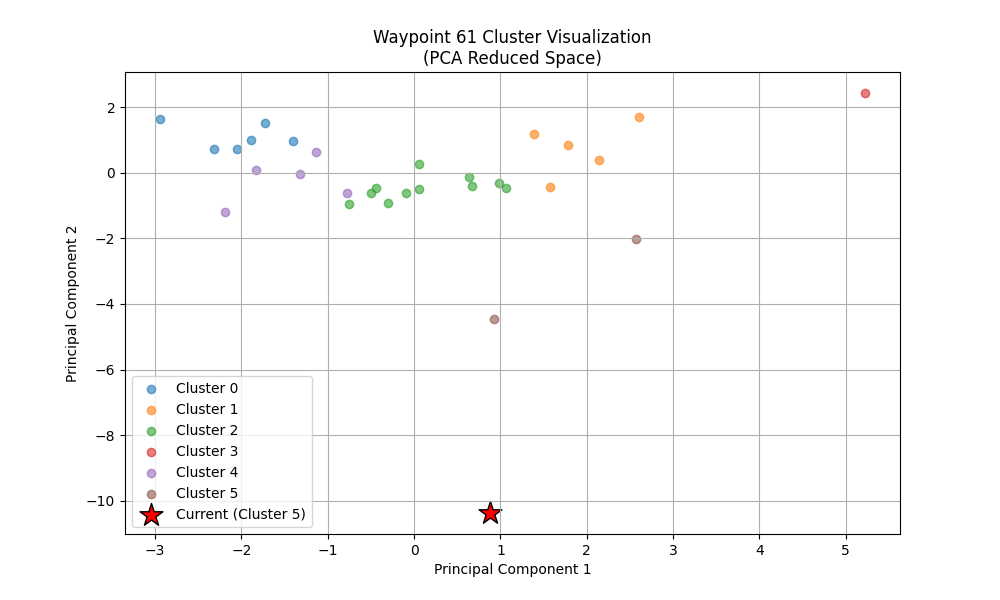 Waypoint 61 Cluster Visualization
(PCA Reduced Space)
Principal Component 2
2
0
−2
−4
−6
−8
−10
Cluster 0
Cluster 1
Cluster 2
Cluster 3
Cluster 4
Cluster 5
Current (Cluster 5)
−3 −2 −1 0 1 2 3 4 5
Principal Component 1